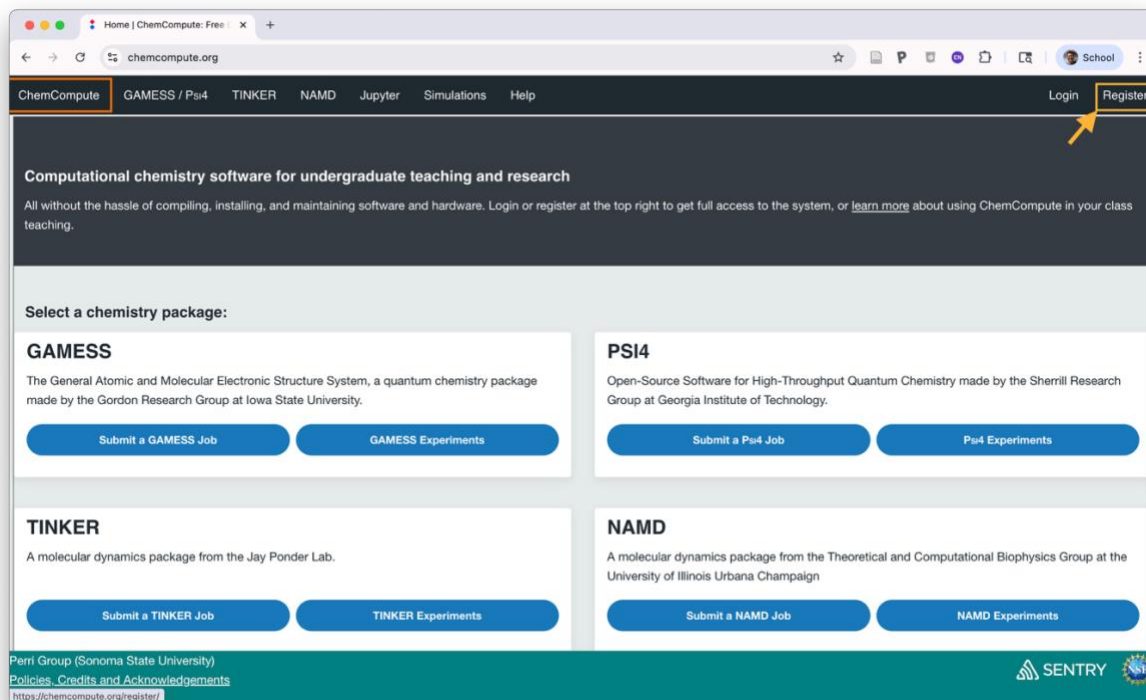 Home | ChemCompute: Free
chemcompute.org
School
ChemCompute GAMESS / Psi4 TINKER NAMD Jupyter Simulations Help Login Register
Computational chemistry software for undergraduate teaching and research
All without the hassle of compiling, installing, and maintaining software and hardware. Login or register at the top right to get full access to the system, or learn more about using ChemCompute in your class
teaching.
Select a chemistry package:
GAMESS
The General Atomic and Molecular Electronic Structure System, a quantum chemistry package
made by the Gordon Research Group at Iowa State University.
Submit a GAMESS Job GAMESS Experiments
PSI4
Open-Source Software for High-Throughput Quantum Chemistry made by the Sherrill Research
Group at Georgia Institute of Technology.
Submit a Psi4 Job Psi4 Experiments
TINKER
A molecular dynamics package from the Jay Ponder Lab.
Submit a TINKER Job TINKER Experiments
NAMD
A molecular dynamics package from the Theoretical and Computational Biophysics Group at the
University of Illinois Urbana Champaign
Submit a NAMD Job NAMD Experiments
Perri Group (Sonoma State University)
Policies, Credits and Acknowledgements
SENTRY
https://chemcompute.org/register/